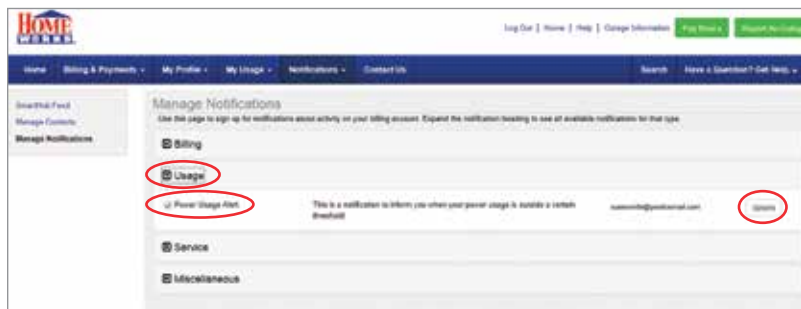 HOME
WORKS
Log Out | Home | Help | Outage Information
Home Billing & Payments My Profile My Usage Notifications Contact Us Search Have a Question? Get Help.
SmartHub Feed
Manage Contacts
Manage Notifications
Manage Notifications
Use this page to sign up for notifications about activity on your billing account. Expand the notification heading to see all available notifications for that type.
Billing
Usage
Power Usage Alert
This is a notification to inform you when your power usage is outside a certain
threshold
Service
Miscellaneous